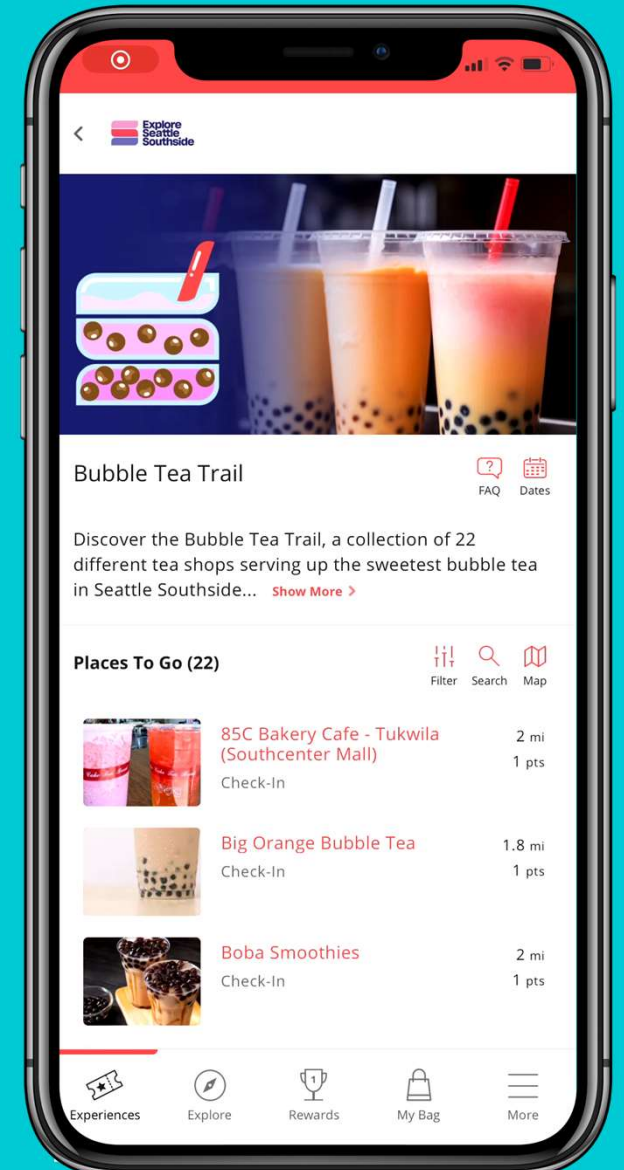 Explore
Seattle
Southside
Bubble Tea Trail
FAQ
Dates
Discover the Bubble Tea Trail, a collection of 22
different tea shops serving up the sweetest bubble tea
in Seattle Southside... Show More >
Places To Go (22)
Filter
Search
Map
85C Bakery Cafe - Tukwila
(Southcenter Mall)
Check-In
2 mi
1 pts
Big Orange Bubble Tea
Check-In
1.8 mi
1 pts
Boba Smoothies
Check-In
2 mi
1 pts
1
Experiences
Explore
Rewards
My Bag
More